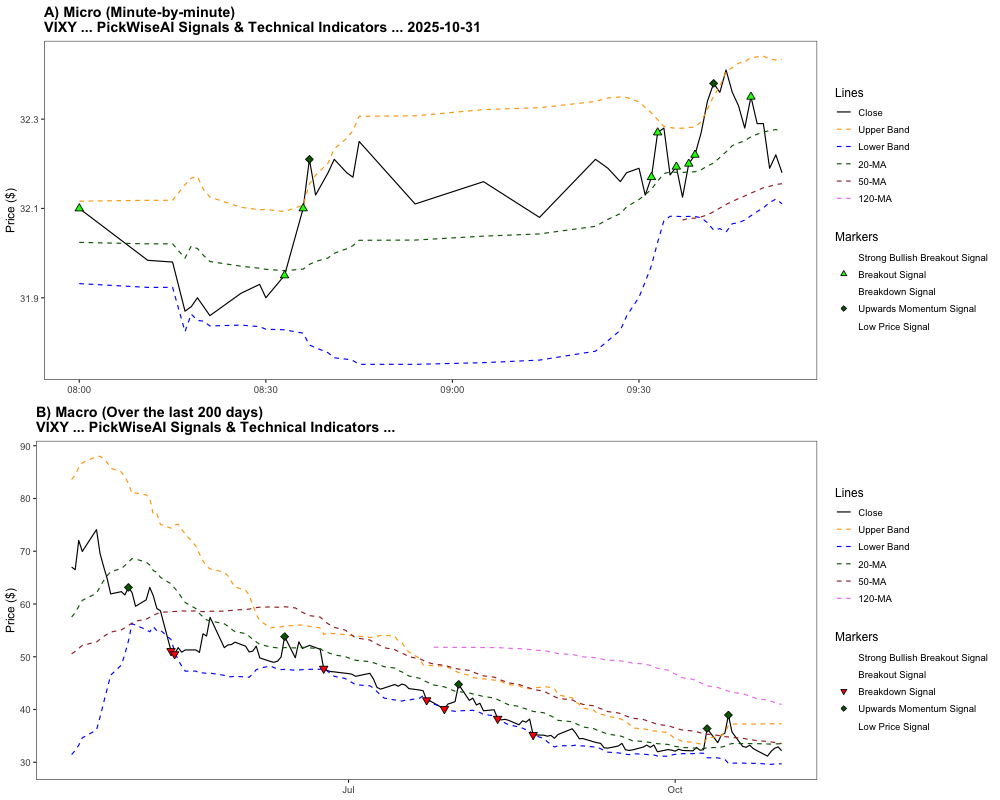 A) Micro (Minute-by-minute)
VIXY ... PickWiseAI Signals & Technical Indicators ... 2025-10-31
Price ($)
32.3
32.1
31.9
08:00
08:30
09:00
09:30
Lines
Close
Upper Band
Lower Band
20-MA
50-MA
120-MA
Markers
Strong Bullish Breakout Signal
Breakout Signal
Breakdown Signal
Upwards Momentum Signal
Low Price Signal
B) Macro (Over the last 200 days)
VIXY ... PickWiseAI Signals & Technical Indicators ...
Price ($)
90
80
70
60
50
40
30
Jul
Oct
Lines
Close
Upper Band
Lower Band
20-MA
50-MA
120-MA
Markers
Strong Bullish Breakout Signal
Breakout Signal
Breakdown Signal
Upwards Momentum Signal
Low Price Signal